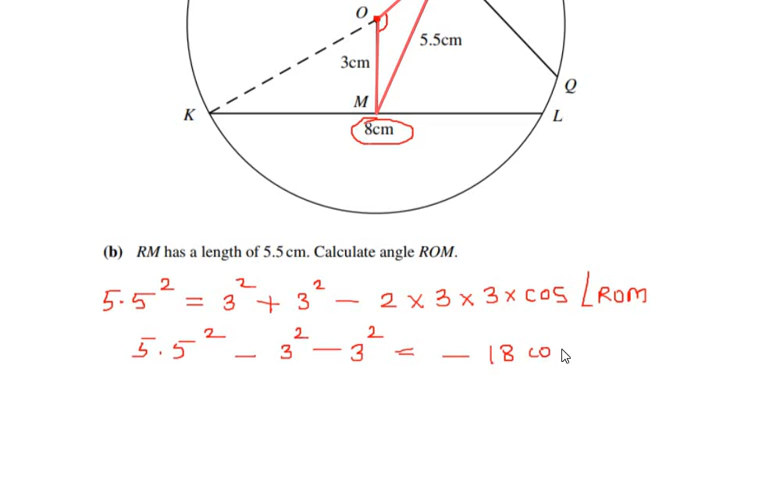 O
5.5cm
3cm
Q
M
K
L
8cm
(b) RM has a length of 5.5 cm. Calculate angle ROM.
5.5² = 3² + 3² – 2 × 3 × 3 × cos ∠ROM
5.5² – 3² – 3² = – 18 co